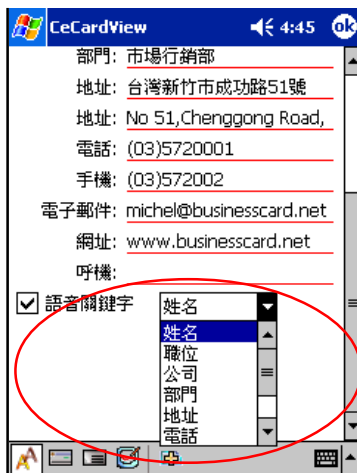 CeCardView 4:45 ok
部門: 市場行銷部
地址: 台灣新竹市成功路51號
地址: No 51,Chenggong Road,
電話: (03)5720001
手機: (03)572002
電子郵件: michel@businesscard.net
網址: www.businesscard.net
呼機:
語音關鍵字 姓名
姓名
職位
公司
部門
地址
電話